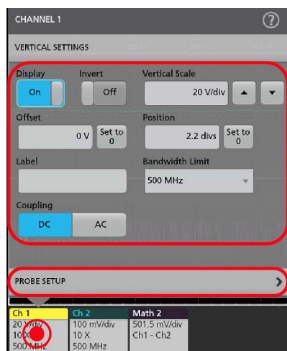 CHANNEL 1 ?
VERTICAL SETTINGS
Display Invert Vertical Scale
On Off 20 V/div
Offset Position
0 V Set to 0 2.2 divs Set to 0
Label Bandwidth Limit
500 MHz
Coupling
DC AC
PROBE SETUP
Ch 1 Ch 2 Math 2
20 V/div 100 mV/div 501.5 mV/div
10 X 10 X Ch1 - Ch2
500 MHz 500 MHz